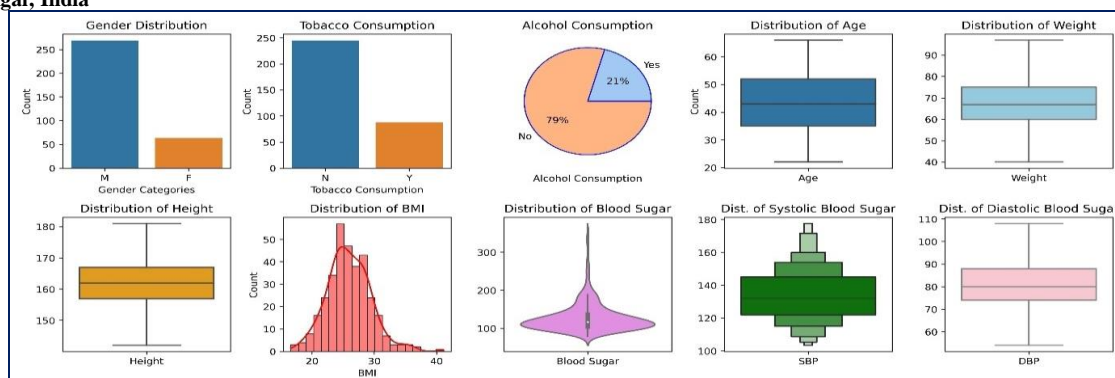 gar, India
Gender Distribution
Count
250
200
150
100
50
0
M
F
Gender Categories
Tobacco Consumption
Count
250
200
150
100
50
0
N
Y
Tobacco Consumption
Alcohol Consumption
Yes
21%
79%
No
Alcohol Consumption
Distribution of Age
Count
60
50
40
30
20
Age
Distribution of Weight
90
80
70
60
50
40
Weight
Distribution of Height
180
170
160
150
Height
Distribution of BMI
Count
50
40
30
20
10
0
20
30
40
BMI
Distribution of Blood Sugar
300
200
100
Blood Sugar
Dist. of Systolic Blood Sugar
180
160
140
120
100
SBP
Dist. of Diastolic Blood Suga
110
100
90
80
70
60
DBP